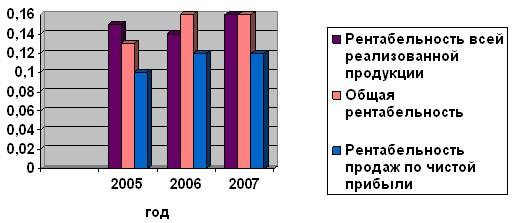 0,16
0,14
0,12
0,1
0,08
0,06
0,04
0,02
0
2005 2006 2007
год
Рентабельность всей
реализованной
продукции
Общая
рентабельность
Рентабельность
продаж по чистой
прибыли